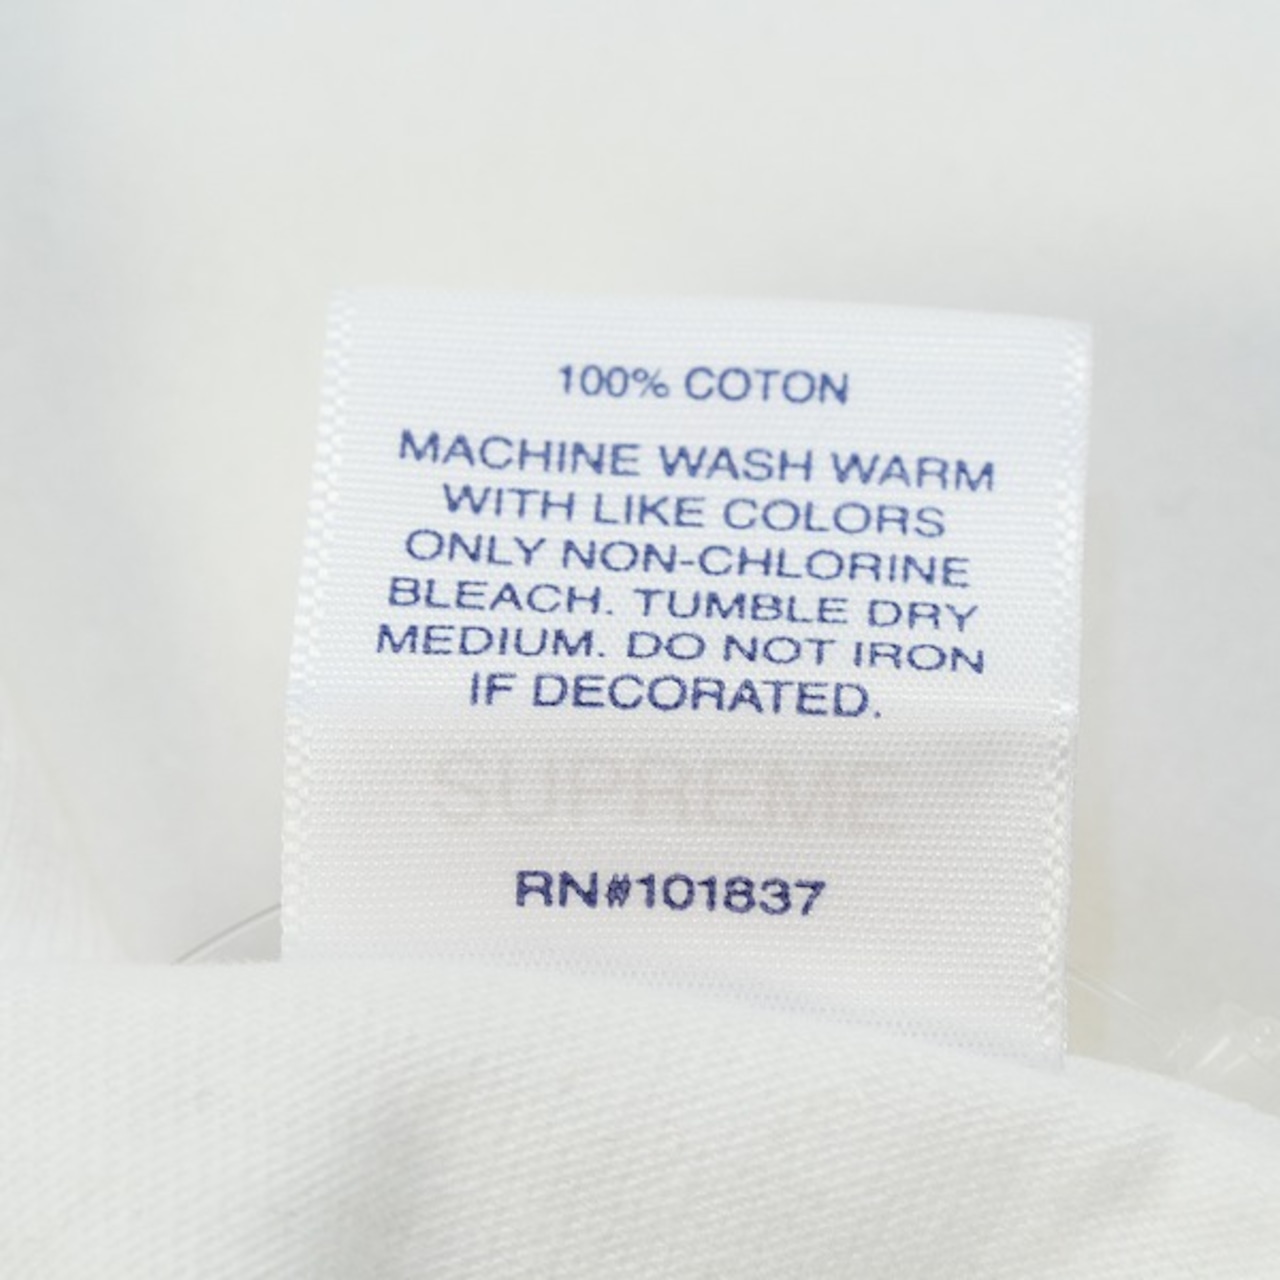 100% COTON
MACHINE WASH WARM
WITH LIKE COLORS
ONLY NON-CHLORINE
BLEACH. TUMBLE DRY
MEDIUM. DO NOT IRON
IF DECORATED.
SUPREME
RN#101837